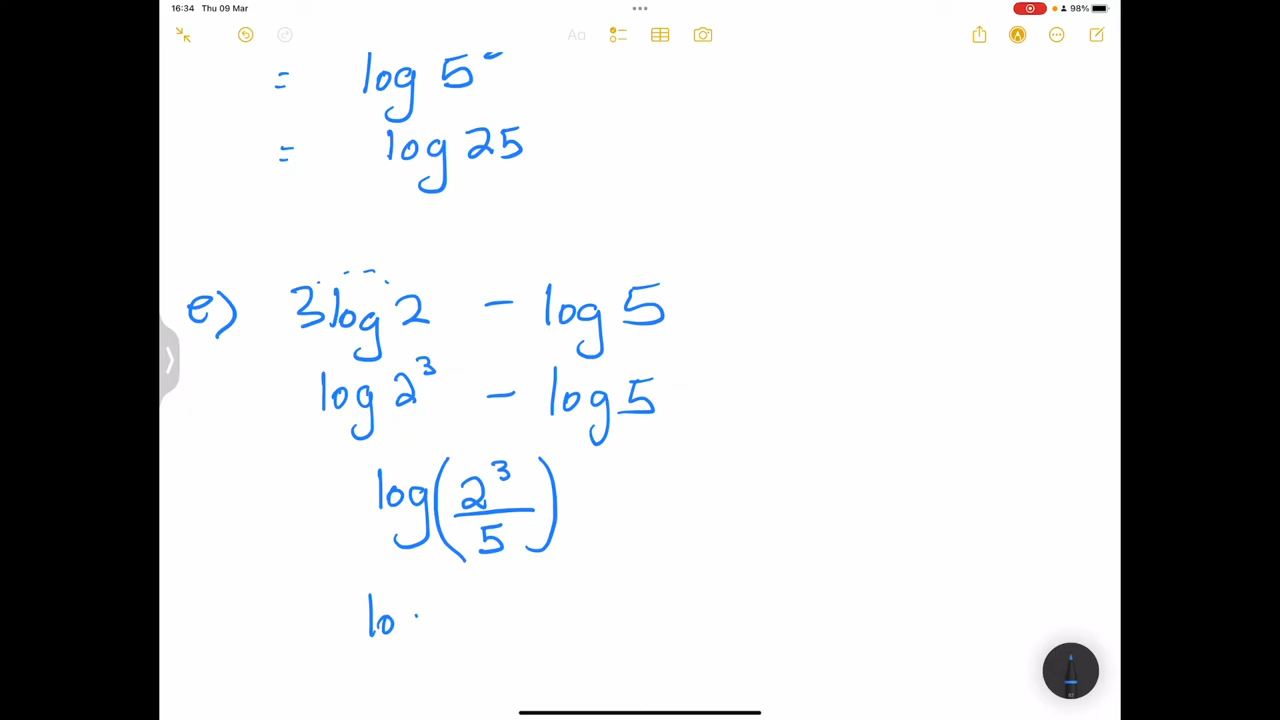 16:34 Thu 09 Mar
98%
Aa
= log 5
= log 25
e) 3log 2 - log 5
log 2³ - log 5
log(2³/5)
lo